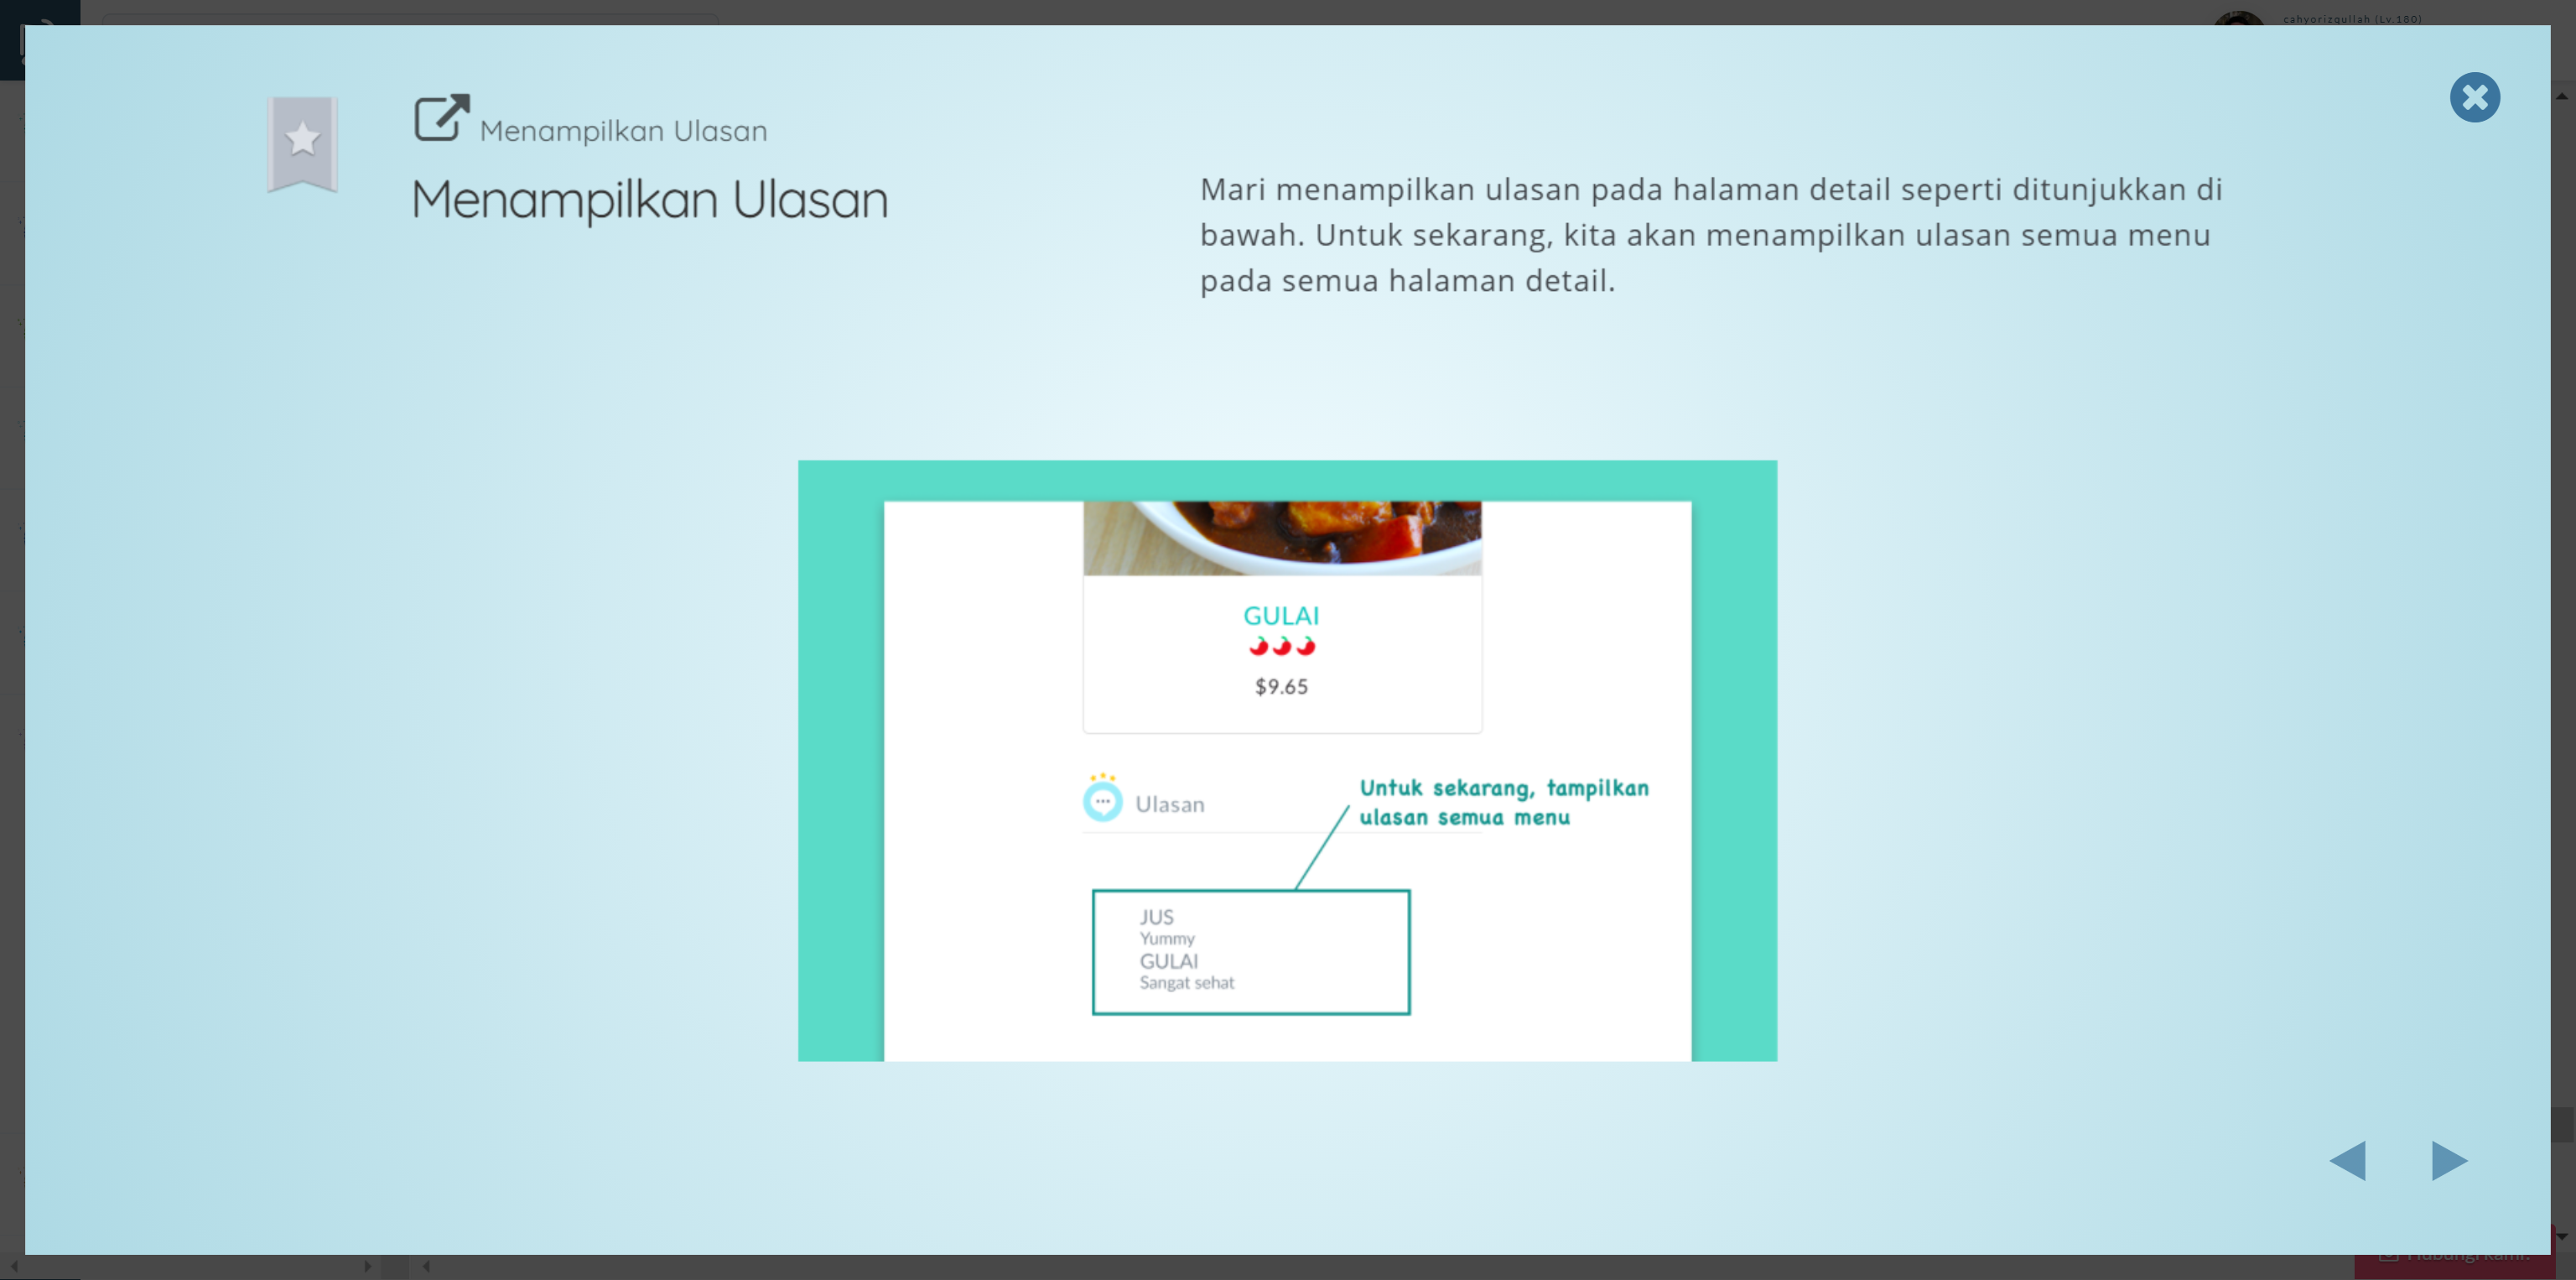 cahyorizqullah (Lv.180)
Menampilkan Ulasan
Menampilkan Ulasan
Mari menampilkan ulasan pada halaman detail seperti ditunjukkan di
bawah. Untuk sekarang, kita akan menampilkan ulasan semua menu
pada semua halaman detail.
GULAI
$9.65
Ulasan
Untuk sekarang, tampilkan
ulasan semua menu
JUS
Yummy
GULAI
Sangat sehat
Hubungi kami!